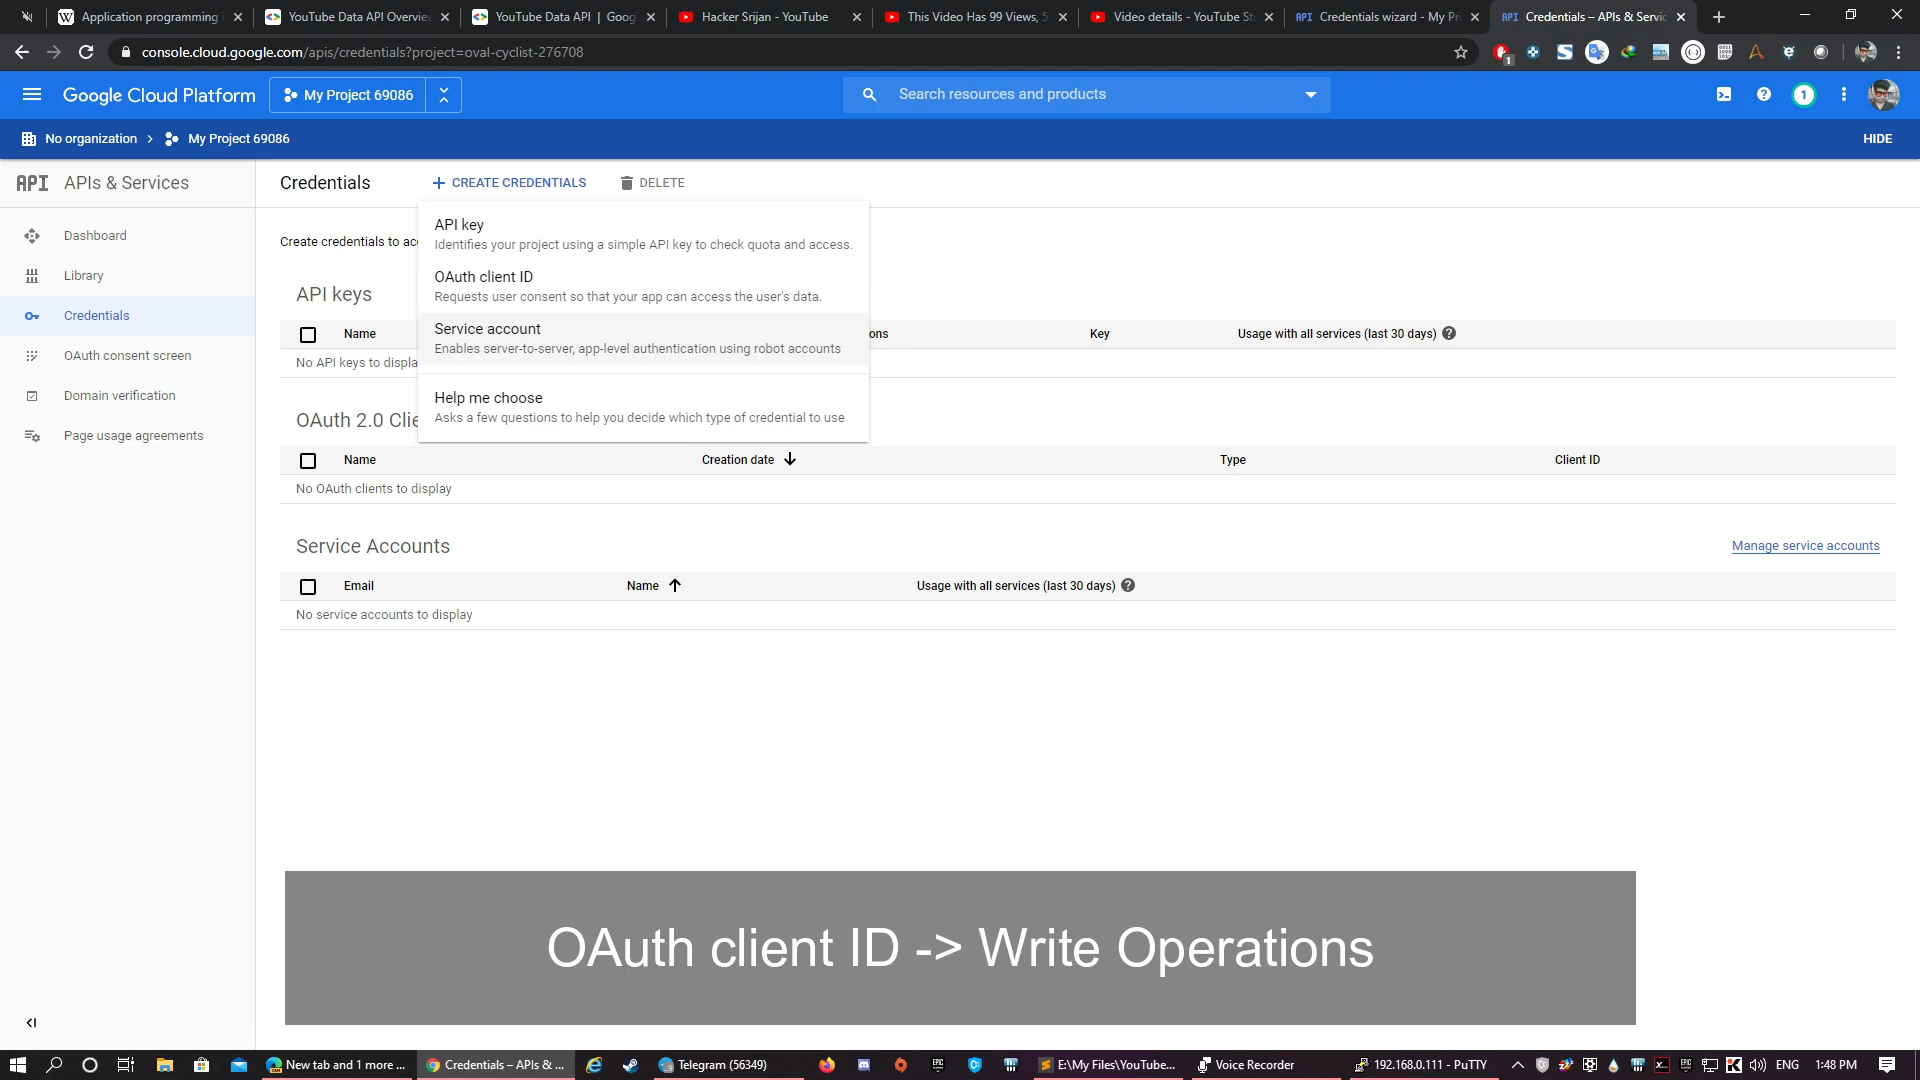 Application programming
YouTube Data API Overvie
YouTube Data API | Goog
Hacker Srijan - YouTube
This Video Has 99 Views, 5
Video details - YouTube St
API Credentials wizard - My Pr
API Credentials – APIs & Servic
console.cloud.google.com/apis/credentials?project=oval-cyclist-276708
Google Cloud Platform
My Project 69086
Search resources and products
1
No organization
My Project 69086
HIDE
API APIs & Services
Credentials
CREATE CREDENTIALS
DELETE
Dashboard
Library
Credentials
OAuth consent screen
Domain verification
Page usage agreements
Create credentials to acc
API key
Identifies your project using a simple API key to check quota and access.
OAuth client ID
Requests user consent so that your app can access the user's data.
Service account
Enables server-to-server, app-level authentication using robot accounts
Help me choose
Asks a few questions to help you decide which type of credential to use
API keys
Name
ons
Key
Usage with all services (last 30 days)
No API keys to displa
OAuth 2.0 Clie
Name
Creation date
Type
Client ID
No OAuth clients to display
Service Accounts
Manage service accounts
Email
Name
Usage with all services (last 30 days)
No service accounts to display
OAuth client ID -> Write Operations
New tab and 1 more ...
Credentials – APIs & ...
Telegram (56349)
E:\My Files\YouTube...
Voice Recorder
192.168.0.111 - PuTTY
ENG
1:48 PM